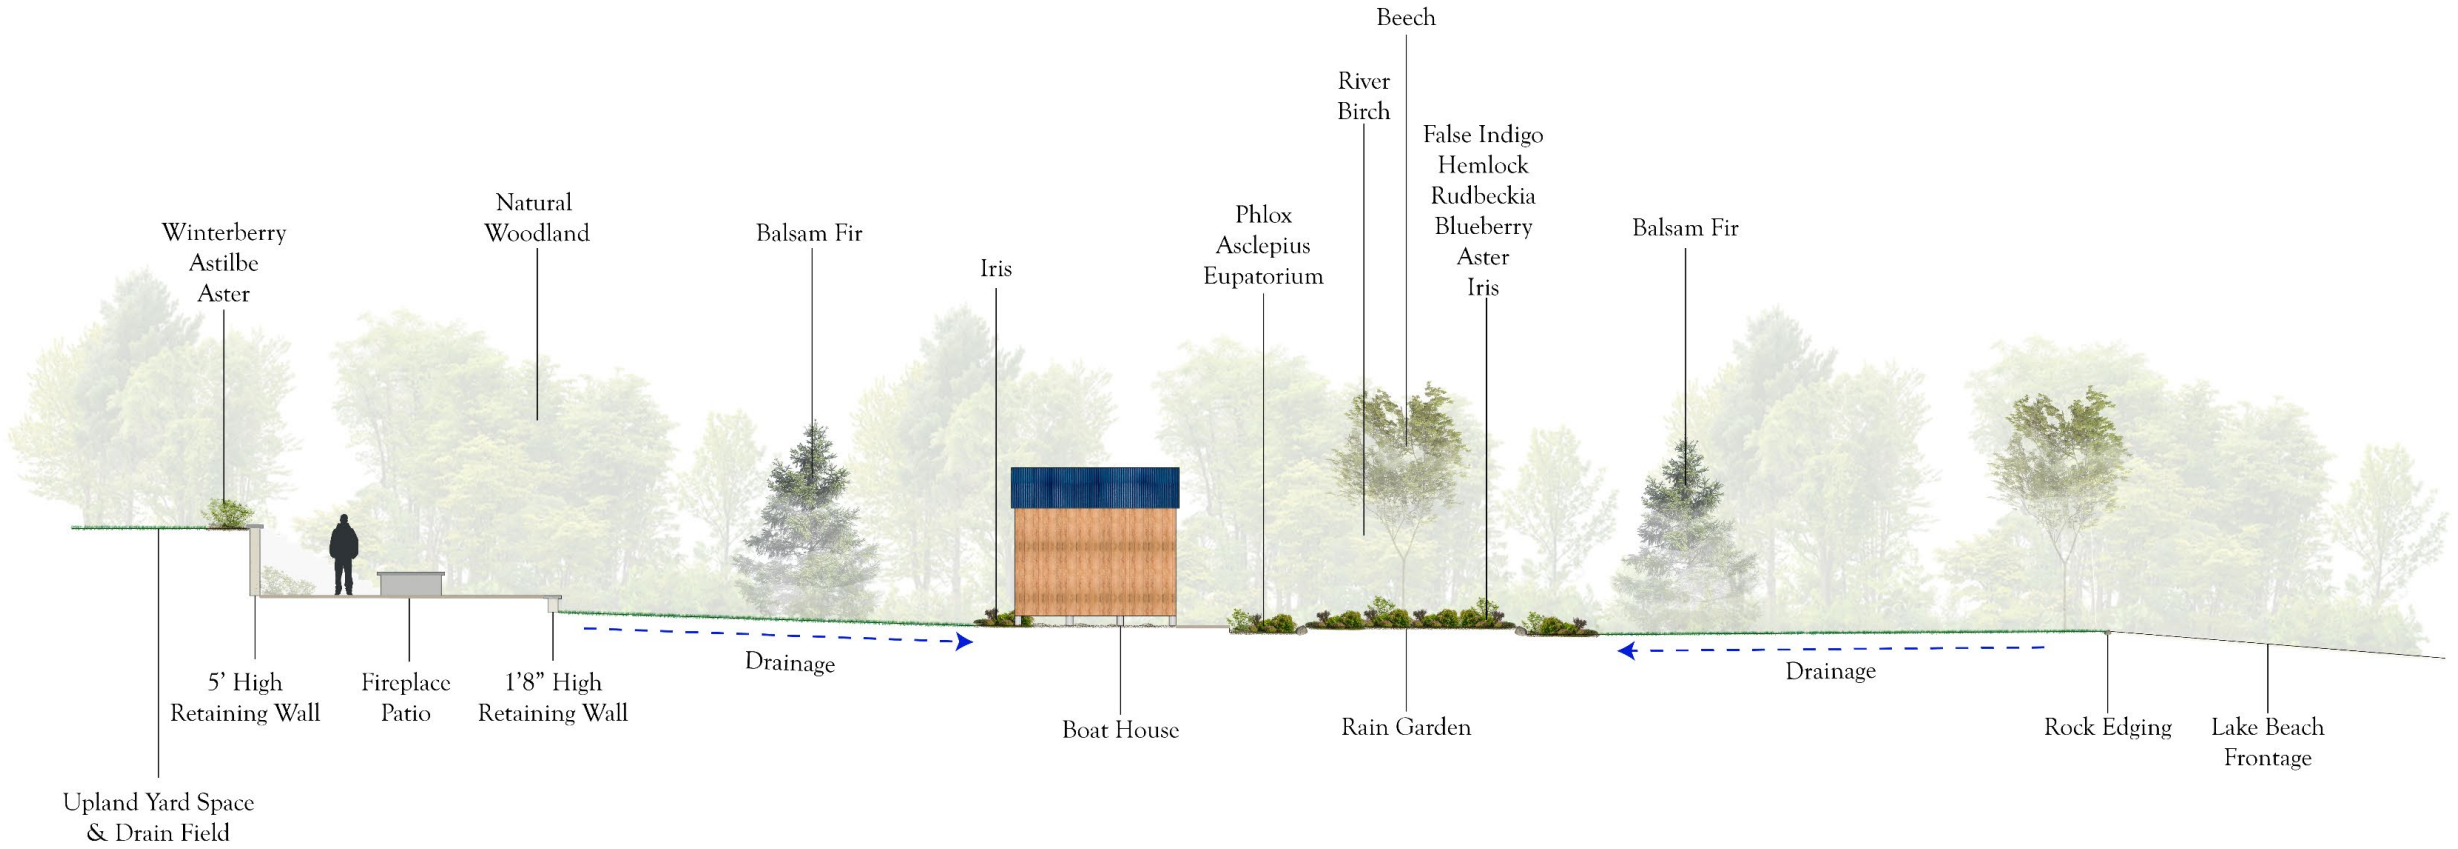 Beech
River
Birch
False Indigo
Hemlock
Rudbeckia
Blueberry
Aster
Iris
Natural
Woodland
Winterberry
Astilbe
Aster
Balsam Fir
Iris
Phlox
Asclepius
Eupatorium
Balsam Fir
Drainage
Drainage
5' High
Retaining Wall
Fireplace
Patio
1'8” High
Retaining Wall
Boat House
Rain Garden
Rock Edging
Lake Beach
Frontage
Upland Yard Space
& Drain Field